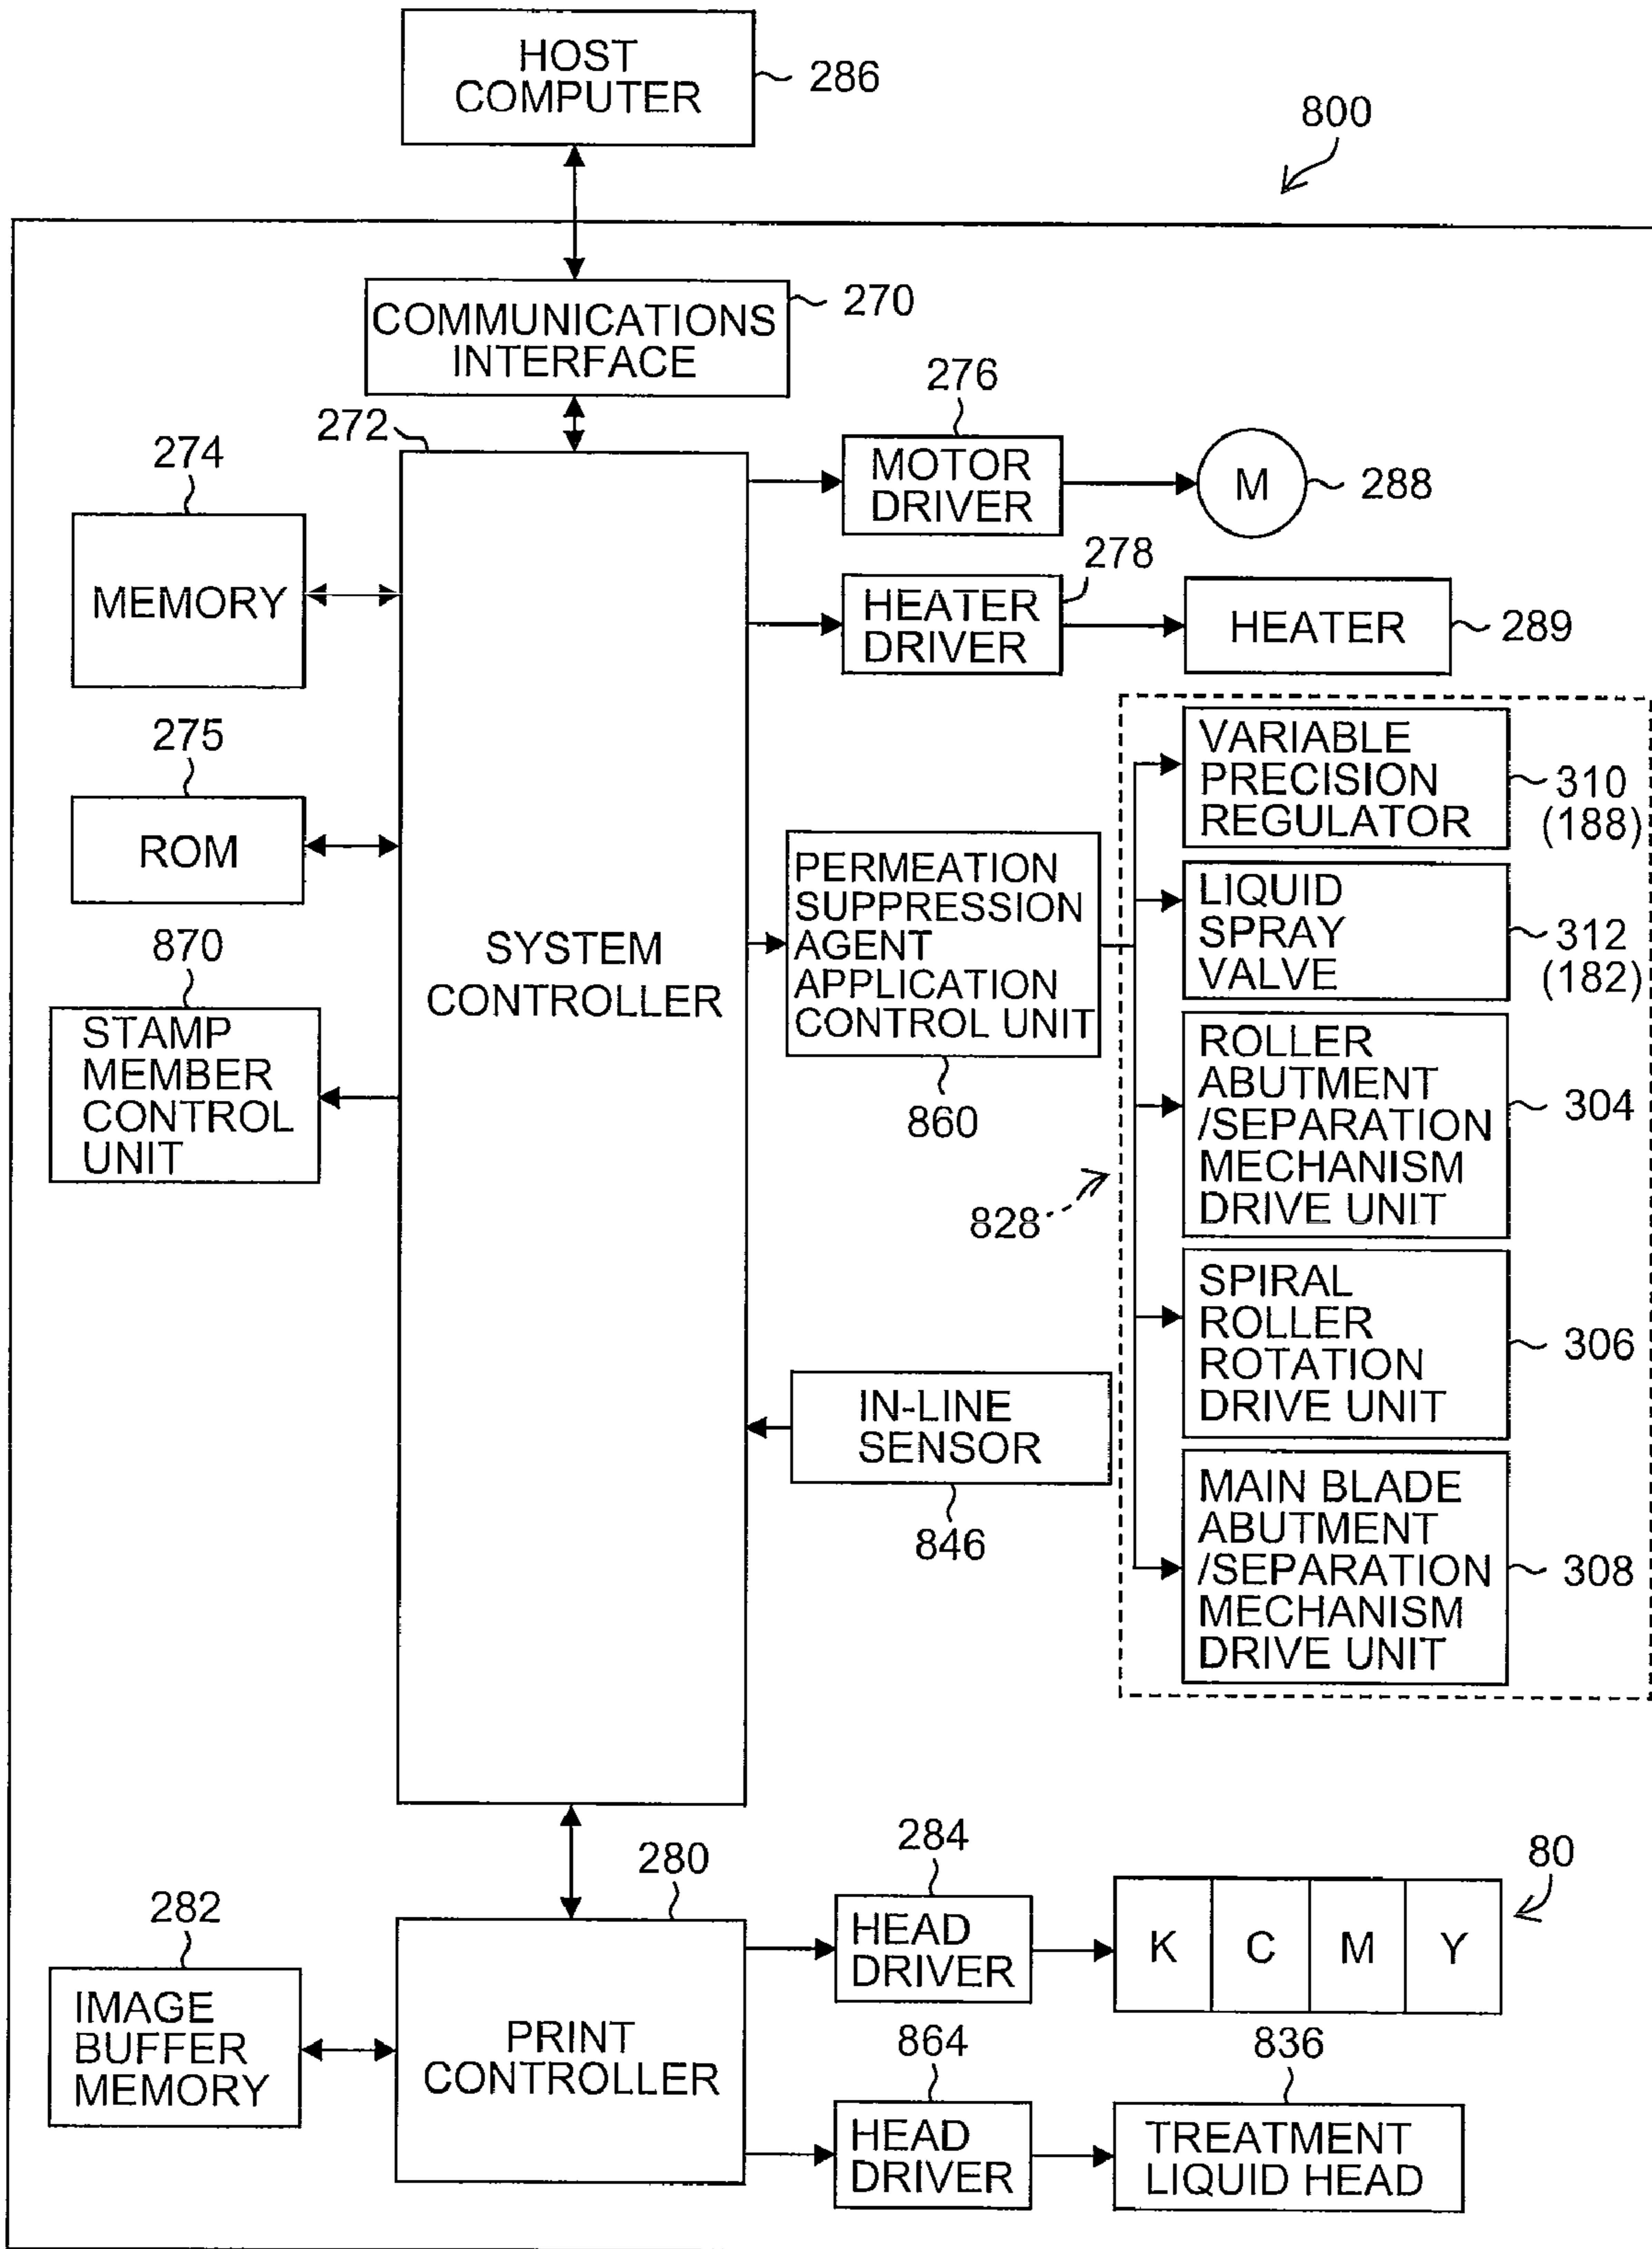 HOST
COMPUTER
286
800
COMMUNICATIONS
INTERFACE
270
272
276
MOTOR
DRIVER
M
288
274
MEMORY
278
HEATER
DRIVER
HEATER
289
275
ROM
VARIABLE
PRECISION
REGULATOR
310
(188)
SYSTEM
CONTROLLER
PERMEATION
SUPPRESSION
AGENT
APPLICATION
CONTROL UNIT
860
LIQUID
SPRAY
VALVE
312
(182)
870
STAMP
MEMBER
CONTROL
UNIT
ROLLER
ABUTMENT
/SEPARATION
MECHANISM
DRIVE UNIT
304
828
SPIRAL
ROLLER
ROTATION
DRIVE UNIT
306
IN-LINE
SENSOR
846
MAIN BLADE
ABUTMENT
/SEPARATION
MECHANISM
DRIVE UNIT
308
280
284
80
282
IMAGE
BUFFER
MEMORY
PRINT
CONTROLLER
HEAD
DRIVER
K C M Y
864
836
HEAD
DRIVER
TREATMENT
LIQUID HEAD